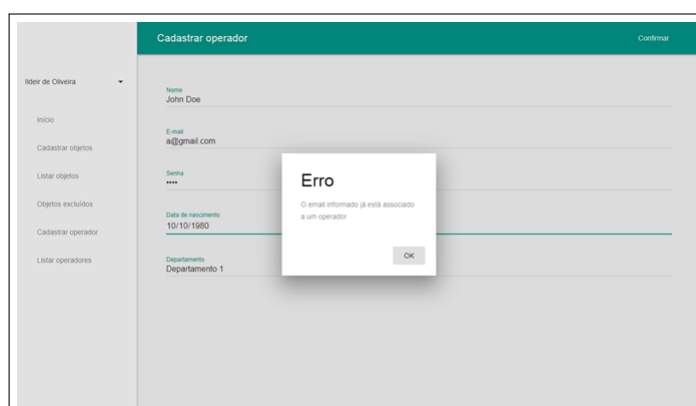 Cadastrar operador
Confirmar
Ildeir de Oliveira
Início
Cadastrar objetos
Listar objetos
Objetos excluídos
Cadastrar operador
Listar operadores
Nome
John Doe
E-mail
a@gmail.com
Senha
••••
Data de nascimento
10/10/1980
Departamento
Departamento 1
Erro
O email informado já está associado
a um operador
OK